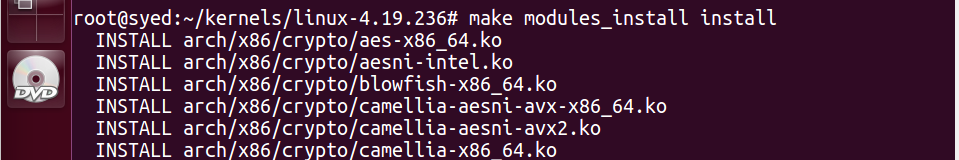 root@syed:~/kernels/linux-4.19.236# make modules_install install
INSTALL arch/x86/crypto/aes-x86_64.ko
INSTALL arch/x86/crypto/aesni-intel.ko
INSTALL arch/x86/crypto/blowfish-x86_64.ko
INSTALL arch/x86/crypto/camellia-aesni-avx-x86_64.ko
INSTALL arch/x86/crypto/camellia-aesni-avx2.ko
INSTALL arch/x86/crypto/camellia-x86_64.ko
DVD